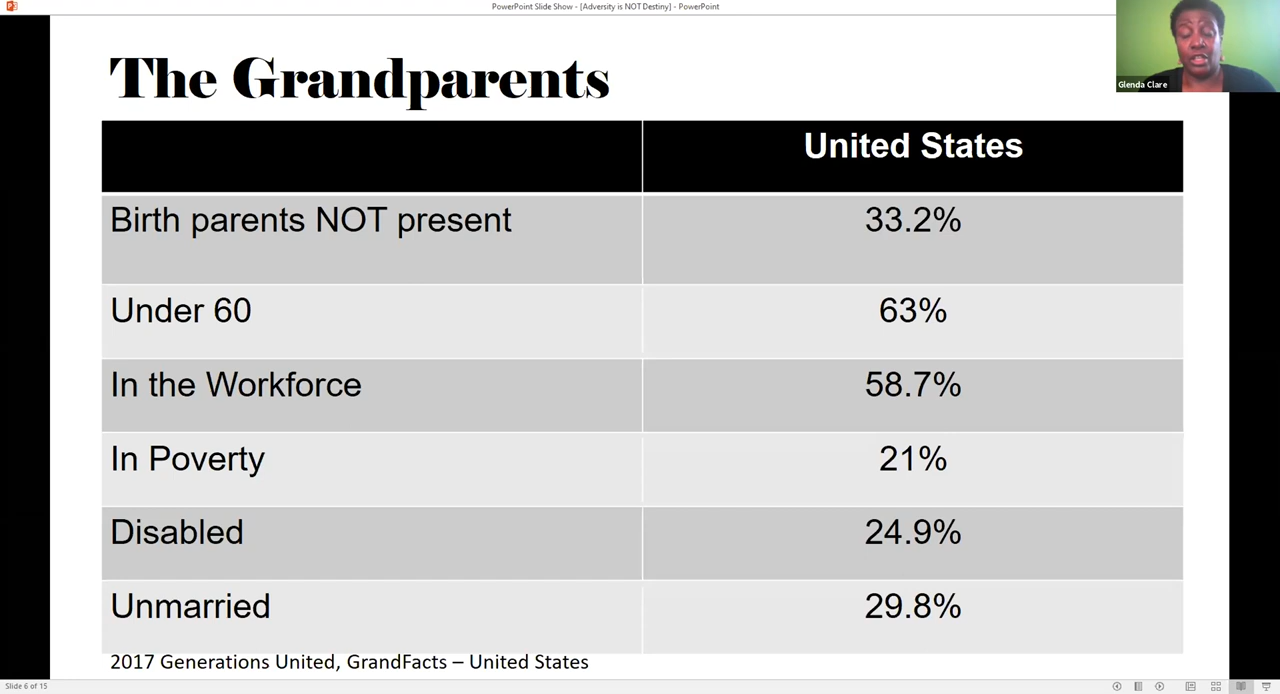 PowerPoint Slide Show - [Adversity is NOT Destiny] - PowerPoint
Glenda Clare
The Grandparents
United States
Birth parents NOT present 33.2%
Under 60 63%
In the Workforce 58.7%
In Poverty 21%
Disabled 24.9%
Unmarried 29.8%
2017 Generations United, GrandFacts – United States
Slide 6 of 15